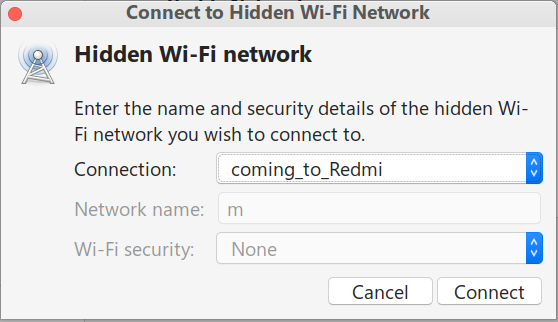 Connect to Hidden Wi-Fi Network
Hidden Wi-Fi network
Enter the name and security details of the hidden Wi-
Fi network you wish to connect to.
Connection: coming_to_Redmi
Network name: m
Wi-Fi security: None
Cancel Connect